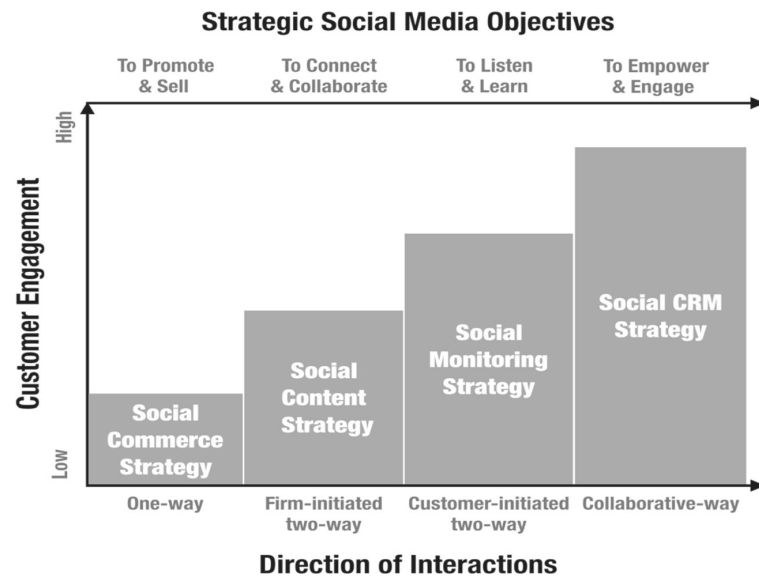 Strategic Social Media Objectives
To Promote
& Sell
To Connect
& Collaborate
To Listen
& Learn
To Empower
& Engage
High
Customer Engagement
Low
Social
Commerce
Strategy
Social
Content
Strategy
Social
Monitoring
Strategy
Social CRM
Strategy
One-way
Firm-initiated
two-way
Customer-initiated
two-way
Collaborative-way
Direction of Interactions